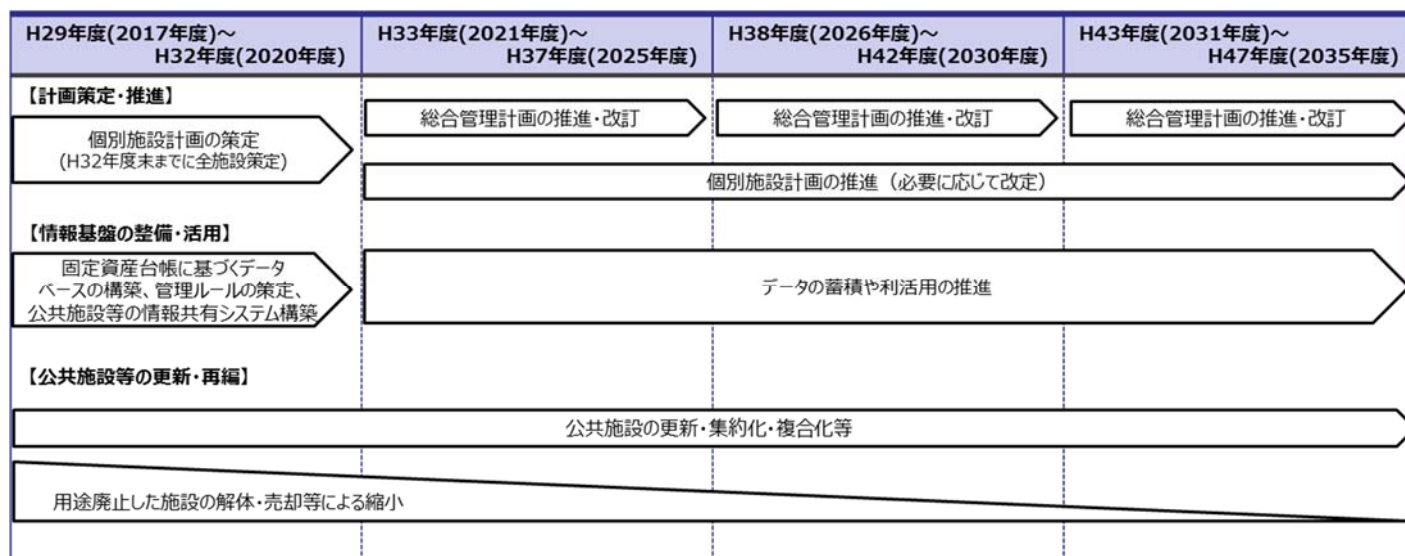 H29年度(2017年度)～
H32年度(2020年度)
H33年度(2021年度)～
H37年度(2025年度)
H38年度(2026年度)～
H42年度(2030年度)
H43年度(2031年度)～
H47年度(2035年度)
【計画策定・推進】
個別施設計画の策定
(H32年度末までに全施設策定)
総合管理計画の推進・改訂
総合管理計画の推進・改訂
総合管理計画の推進・改訂
個別施設計画の推進（必要に応じて改定）
【情報基盤の整備・活用】
固定資産台帳に基づくデータ
ベースの構築、管理ルールの策定、
公共施設等の情報共有システム構築
データの蓄積や利活用の推進
【公共施設等の更新・再編】
公共施設の更新・集約化・複合化等
用途廃止した施設の解体・売却等による縮小